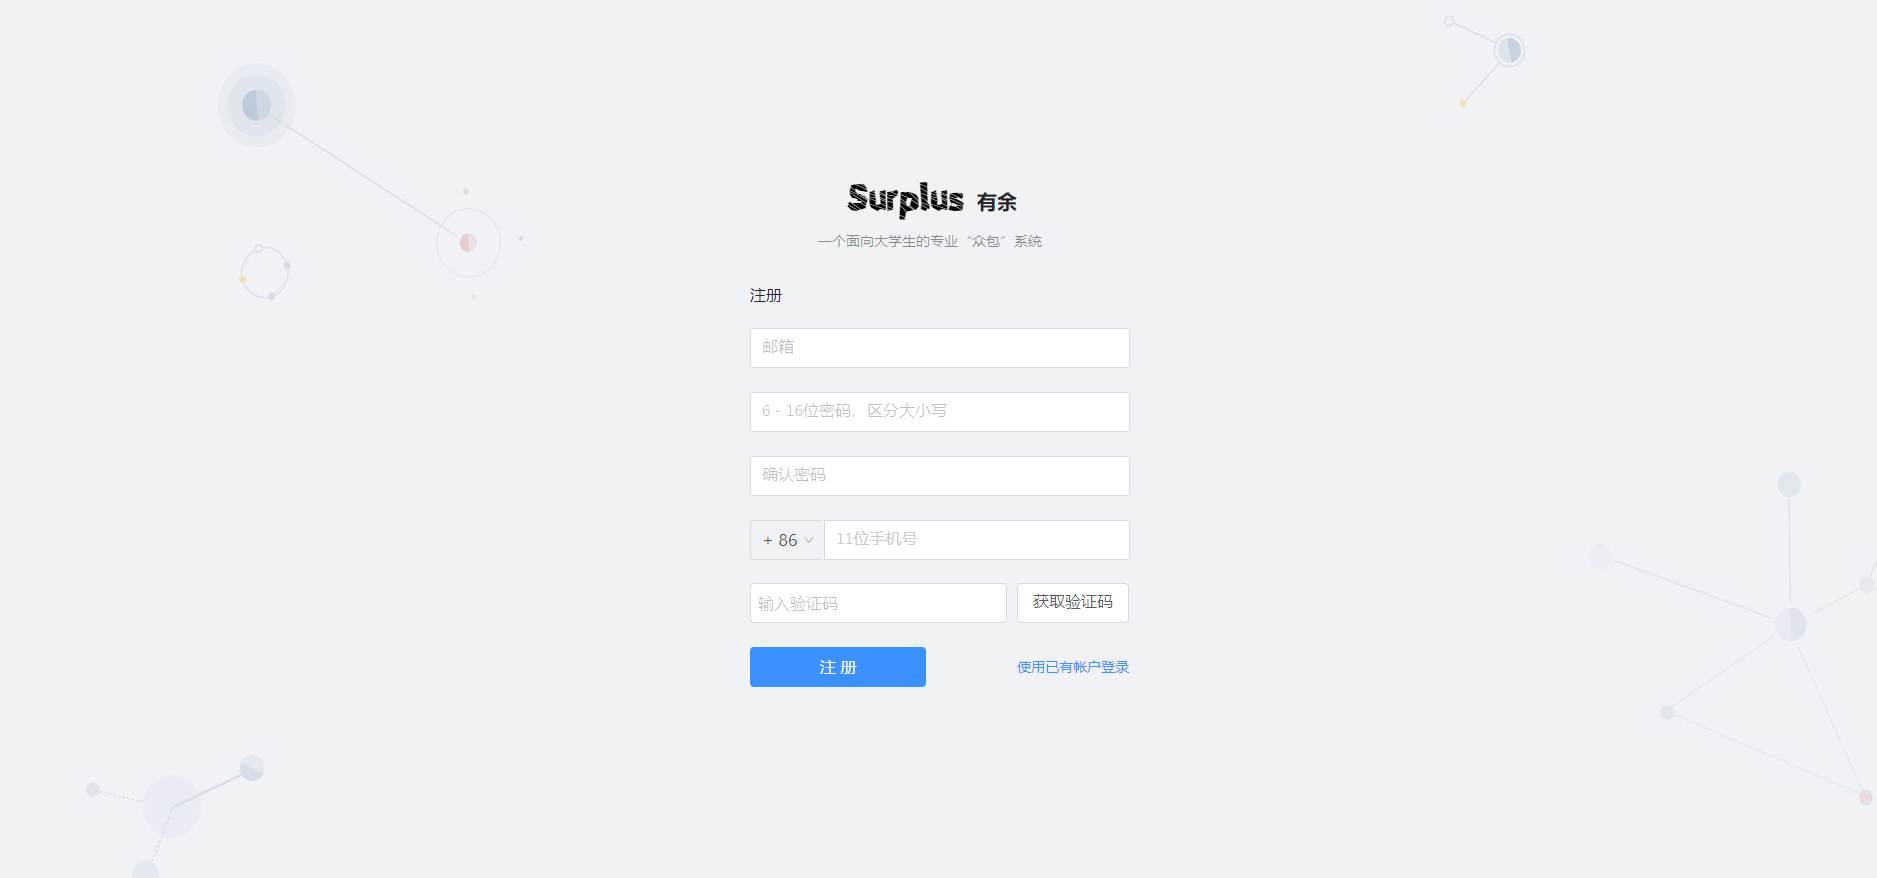 Surplus 有余
一个面向大学生的专业“众包”系统
注册
邮箱
6 - 16位密码，区分大小写
确认密码
+ 86 11位手机号
输入验证码 获取验证码
注 册 使用已有帐户登录